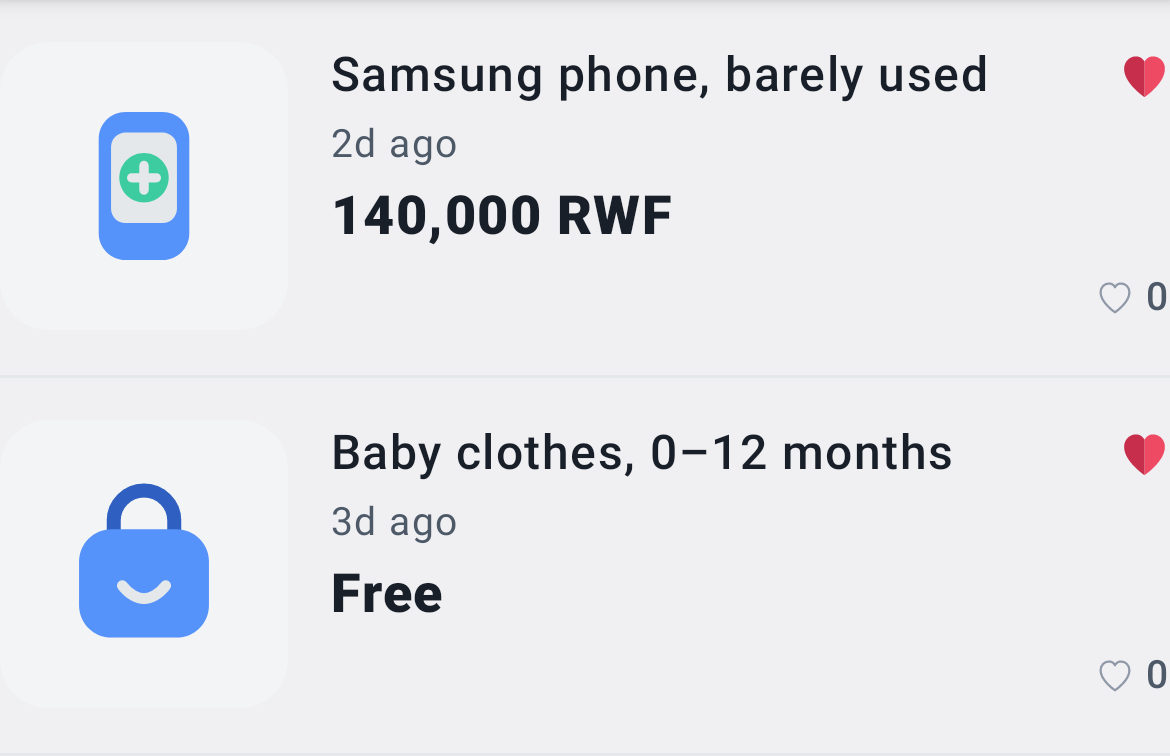 Samsung phone, barely used
2d ago
140,000 RWF
0
Baby clothes, 0–12 months
3d ago
Free
0